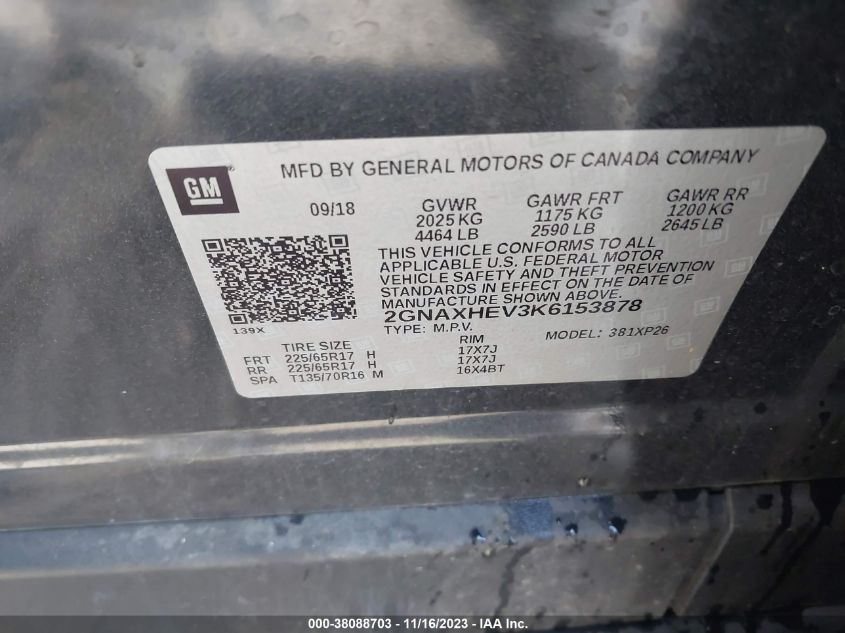 MFD BY GENERAL MOTORS OF CANADA COMPANY
GM
09/18
GVWR GAWR FRT GAWR RR
2025 KG 1175 KG 1200 KG
4464 LB 2590 LB 2645 LB
THIS VEHICLE CONFORMS TO ALL
APPLICABLE U.S. FEDERAL MOTOR
VEHICLE SAFETY AND THEFT PREVENTION
STANDARDS IN EFFECT ON THE DATE OF
MANUFACTURE SHOWN ABOVE.
2GNAXHEV3K6153878
139X
TYPE: M.P.V. MODEL: 381XP26
TIRE SIZE RIM
FRT 225/65R17 H 17X7J
RR 225/65R17 H 17X7J
SPA T135/70R16 M 16X4BT
000-38088703 - 11/16/2023 - IAAI.com